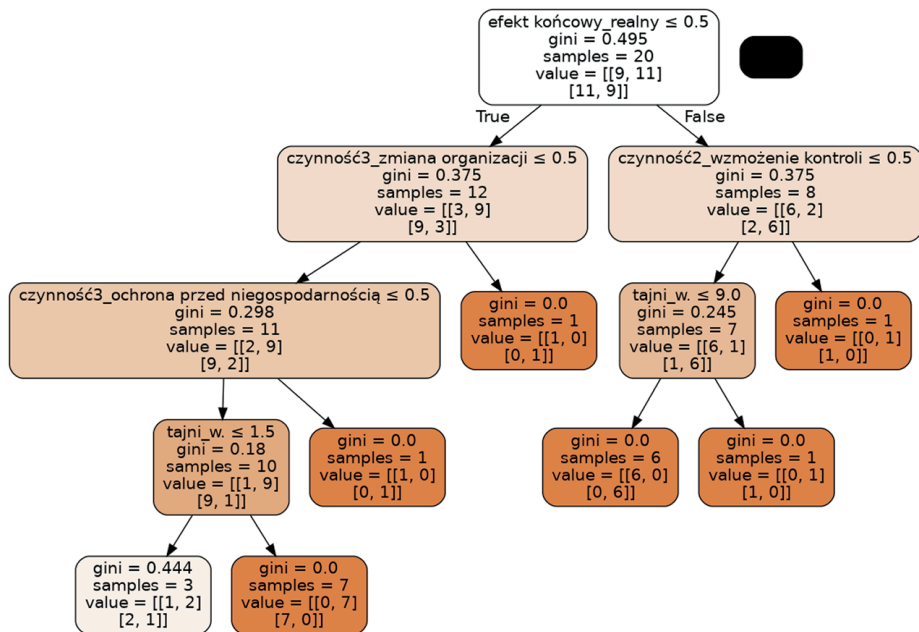 efekt końcowy_realny ≤ 0.5
gini = 0.495
samples = 20
value = [[9, 11]
[11, 9]]
True
False
czynność3_zmiana organizacji ≤ 0.5
gini = 0.375
samples = 12
value = [[3, 9]
[9, 3]]
czynność2_wzmożenie kontroli ≤ 0.5
gini = 0.375
samples = 8
value = [[6, 2]
[2, 6]]
czynność3_ochrona przed niegospodarnością ≤ 0.5
gini = 0.298
samples = 11
value = [[2, 9]
[9, 2]]
gini = 0.0
samples = 1
value = [[1, 0]
[0, 1]]
tajni_w. ≤ 9.0
gini = 0.245
samples = 7
value = [[6, 1]
[1, 6]]
gini = 0.0
samples = 1
value = [[0, 1]
[1, 0]]
tajni_w. ≤ 1.5
gini = 0.18
samples = 10
value = [[1, 9]
[9, 1]]
gini = 0.0
samples = 1
value = [[1, 0]
[0, 1]]
gini = 0.0
samples = 6
value = [[6, 0]
[0, 6]]
gini = 0.0
samples = 1
value = [[0, 1]
[1, 0]]
gini = 0.444
samples = 3
value = [[1, 2]
[2, 1]]
gini = 0.0
samples = 7
value = [[0, 7]
[7, 0]]